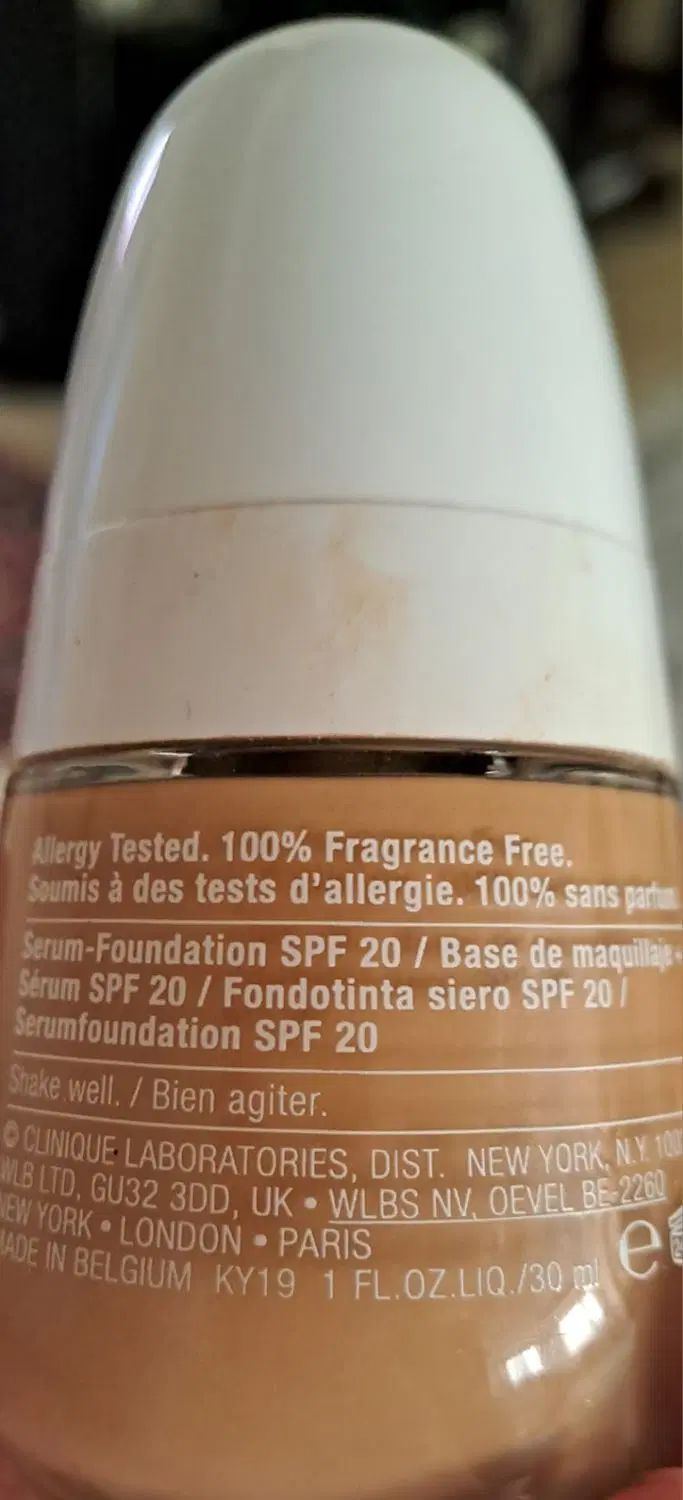 Allergy Tested. 100% Fragrance Free.
Soumis à des tests d'allergie. 100% sans parfum.
Serum-Foundation SPF 20 / Base de maquillaje -
Sérum SPF 20 / Fondotinta siero SPF 20 /
Serumfoundation SPF 20
Shake well. / Bien agiter.
© CLINIQUE LABORATORIES, DIST. NEW YORK, N.Y.
WLB LTD, GU32 3DD, UK • WLBS NV, OEVEL BE-2260
NEW YORK • LONDON • PARIS
MADE IN BELGIUM KY19 1 FL.OZ.LIQ./30 ml e